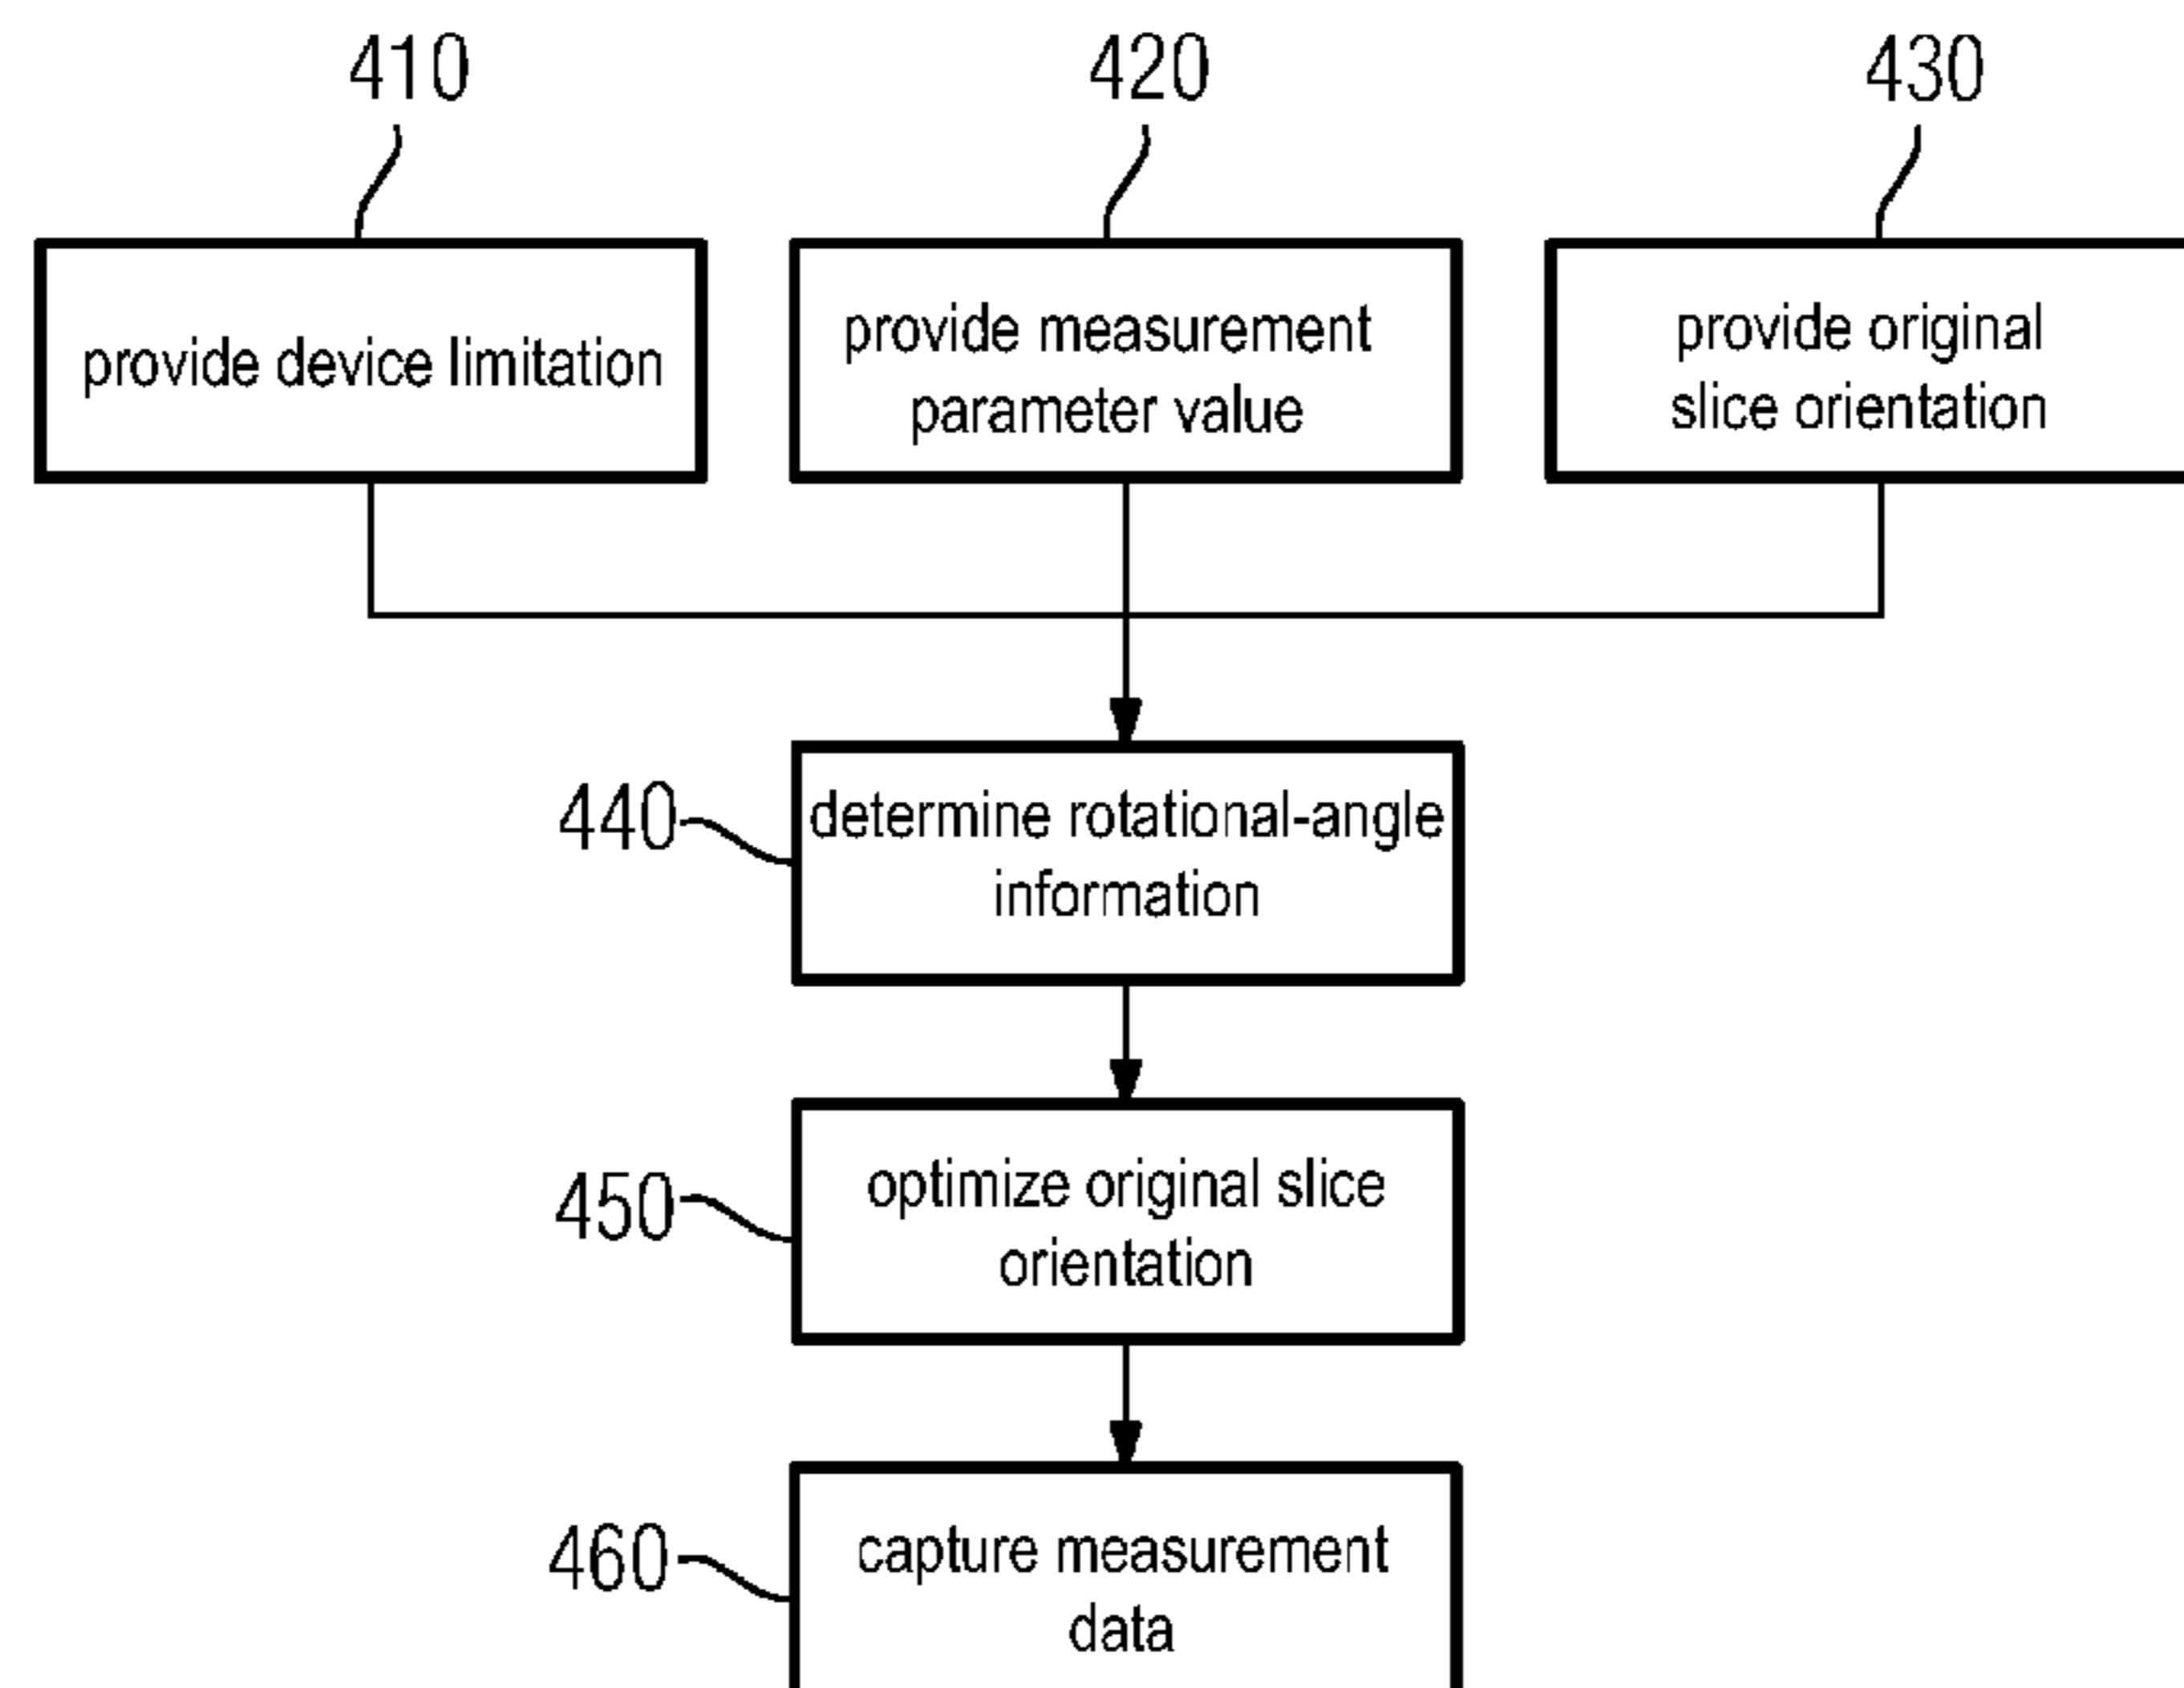 410
420
430
provide device limitation
provide measurement
parameter value
provide original
slice orientation
440
determine rotational-angle
information
450
optimize original slice
orientation
460
capture measurement
data